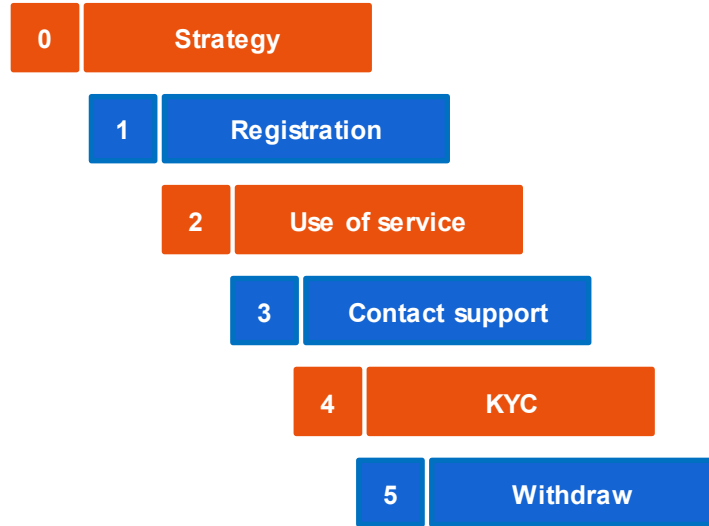 0 Strategy
1 Registration
2 Use of service
3 Contact support
4 KYC
5 Withdraw